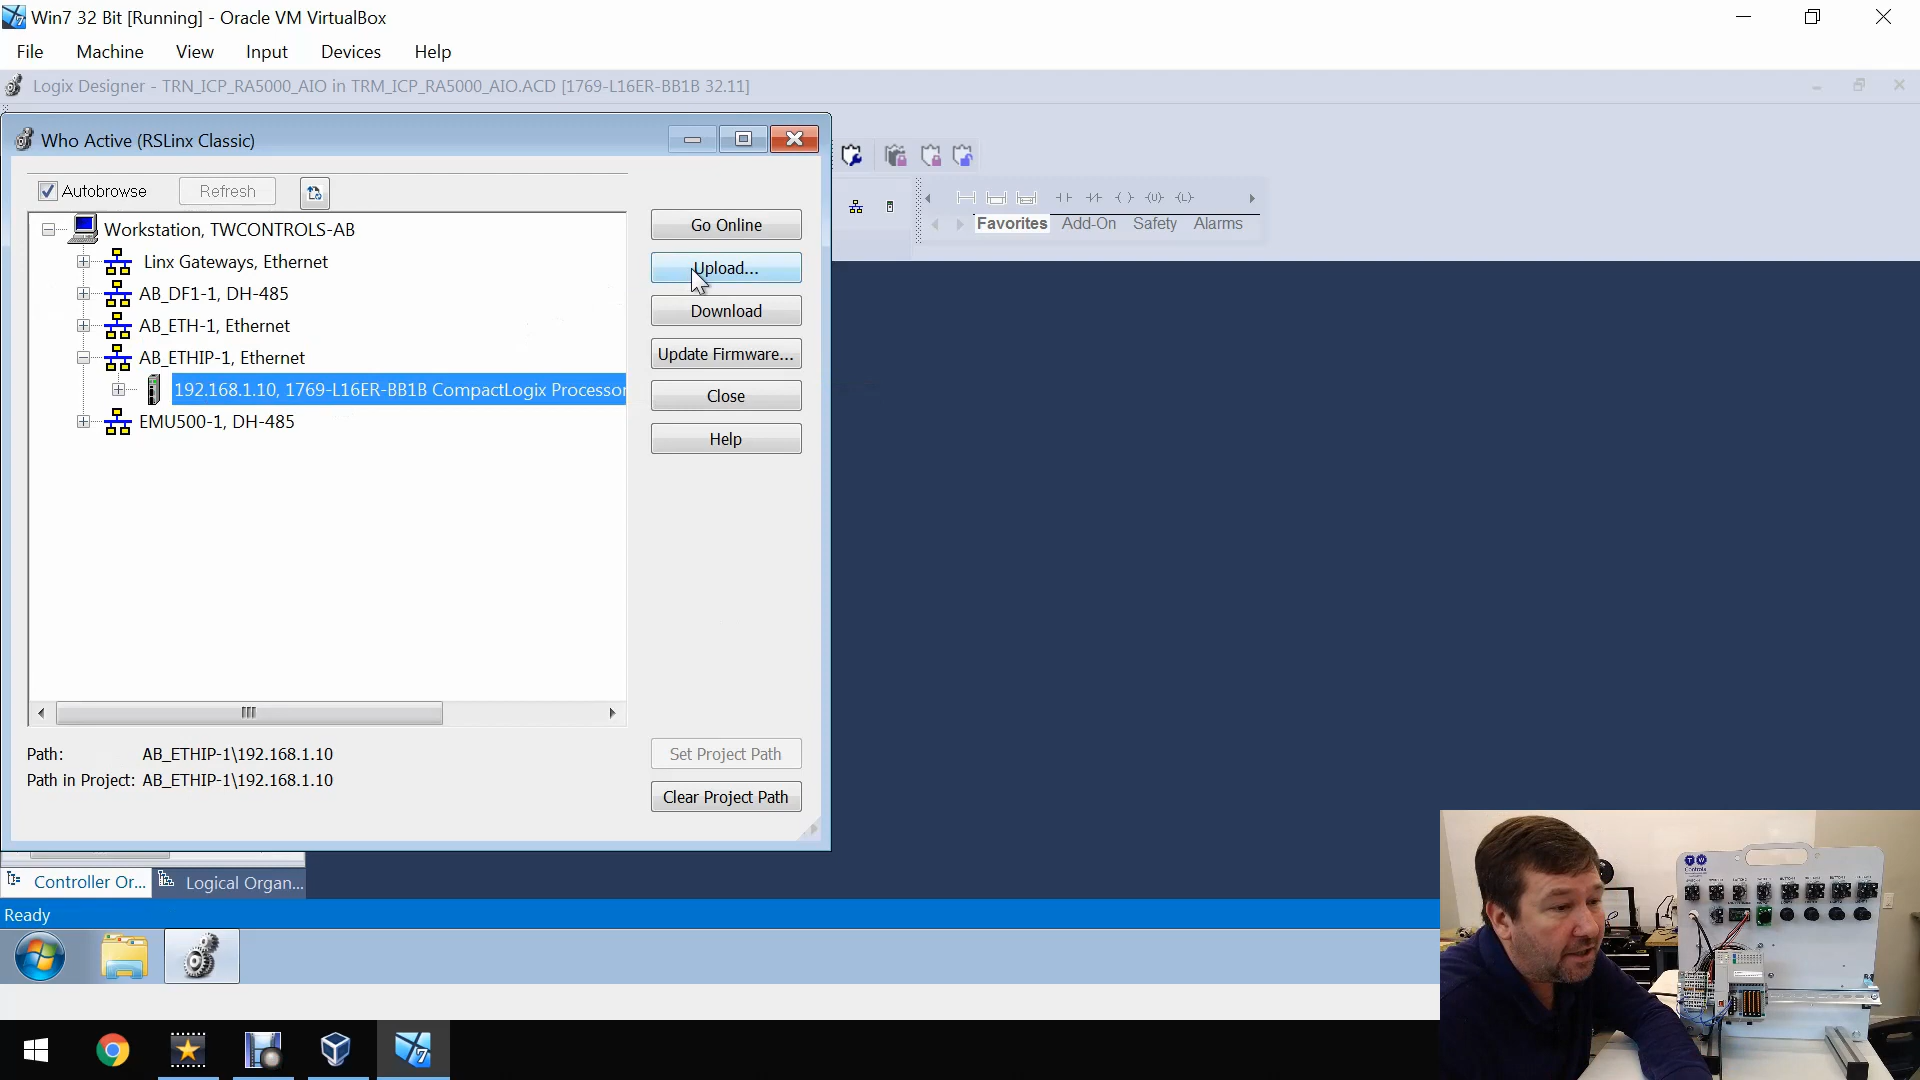 Win7 32 Bit [Running] - Oracle VM VirtualBox
File Machine View Input Devices Help
Logix Designer - TRN_ICP_RA5000_AIO in TRM_ICP_RA5000_AIO.ACD [1769-L16ER-BB1B 32.11]
Who Active (RSLinx Classic)
Autobrowse Refresh
Workstation, TWCONTROLS-AB
Linx Gateways, Ethernet
AB_DF1-1, DH-485
AB_ETH-1, Ethernet
AB_ETHIP-1, Ethernet
192.168.1.10, 1769-L16ER-BB1B CompactLogix Processor
EMU500-1, DH-485
Go Online
Upload...
Download
Update Firmware...
Close
Help
Favorites Add-On Safety Alarms
Path: AB_ETHIP-1\192.168.1.10
Path in Project: AB_ETHIP-1\192.168.1.10
Set Project Path
Clear Project Path
Controller Or... Logical Organ...
Ready
T W
Controls